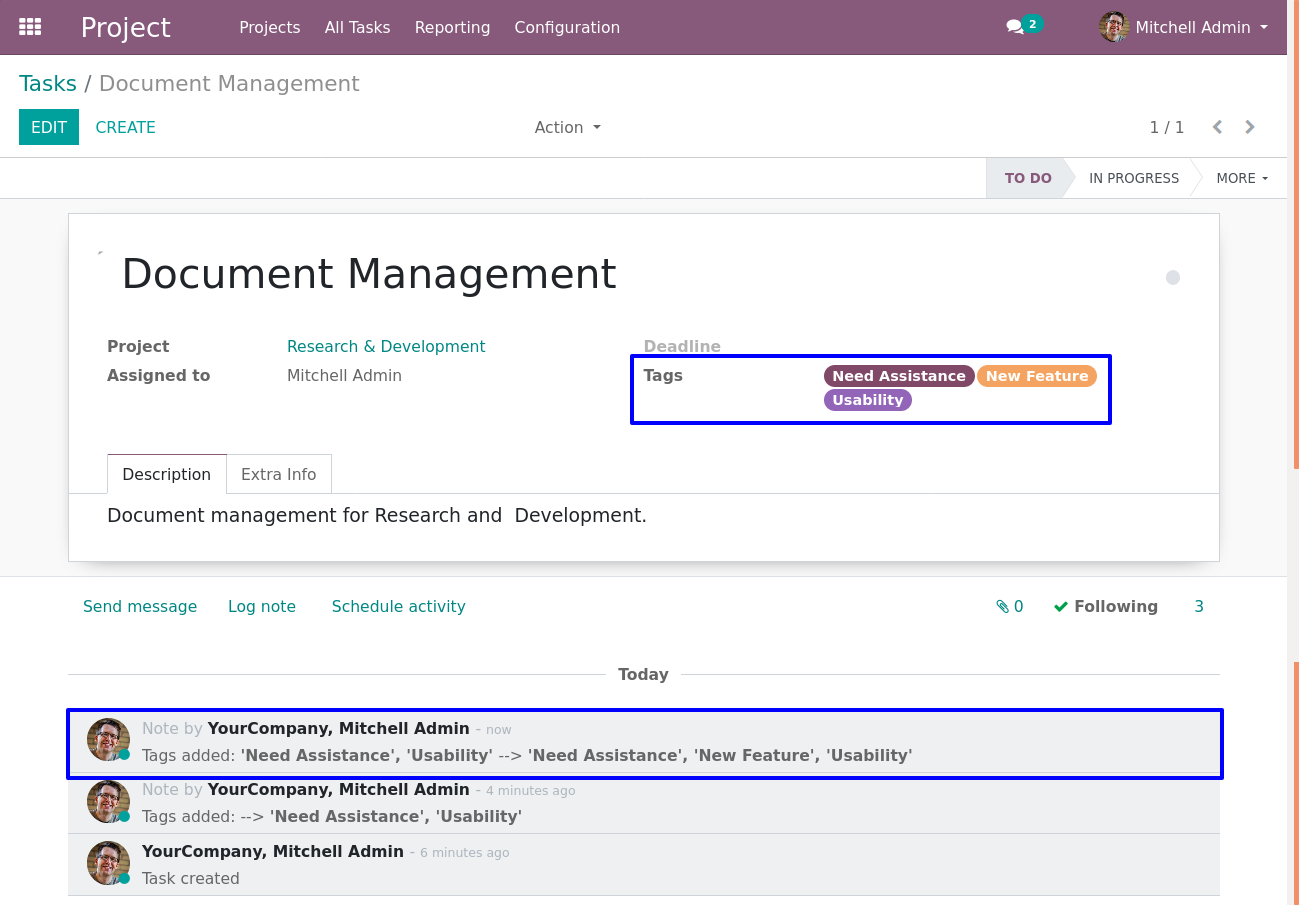 Project Projects All Tasks Reporting Configuration 2 Mitchell Admin
Tasks / Document Management
EDIT CREATE Action 1 / 1
TO DO IN PROGRESS MORE
Document Management
Project Research & Development Deadline
Assigned to Mitchell Admin Tags Need Assistance New Feature
Usability
Description Extra Info
Document management for Research and  Development.
Send message Log note Schedule activity 0 Following 3
Today
Note by YourCompany, Mitchell Admin - now
Tags added: 'Need Assistance', 'Usability' --> 'Need Assistance', 'New Feature', 'Usability'
Note by YourCompany, Mitchell Admin - 4 minutes ago
Tags added: --> 'Need Assistance', 'Usability'
YourCompany, Mitchell Admin - 6 minutes ago
Task created